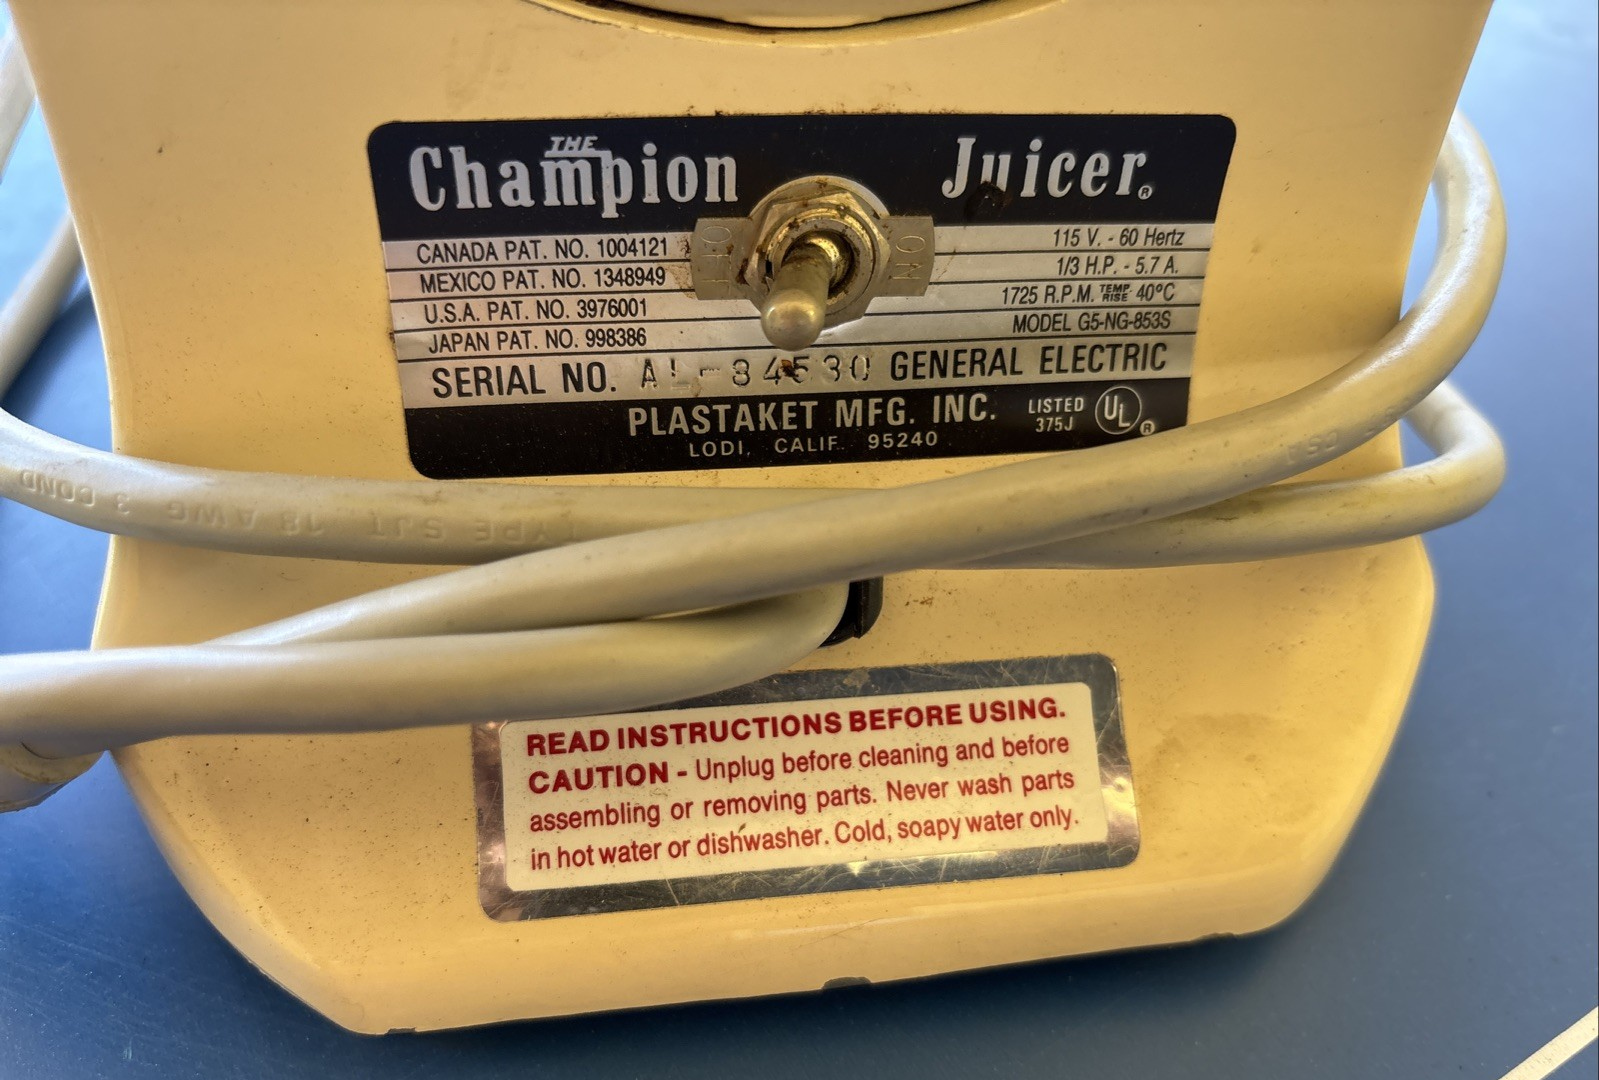 THE
Champion Juicer®
CANADA PAT. NO. 1004121
MEXICO PAT. NO. 1348949
U.S.A. PAT. NO. 3976001
JAPAN PAT. NO. 998386
OFF
ON
115 V. - 60 Hertz
1/3 H.P. - 5.7 A.
1725 R.P.M. TEMP. RISE 40°C
MODEL G5-NG-853S
SERIAL NO. AL-84530 GENERAL ELECTRIC
PLASTAKET MFG. INC.
LODI, CALIF. 95240
LISTED
375J
UL®
CSA
TYPE SJT 18 AWG 3 COND
READ INSTRUCTIONS BEFORE USING.
CAUTION - Unplug before cleaning and before
assembling or removing parts. Never wash parts
in hot water or dishwasher. Cold, soapy water only.